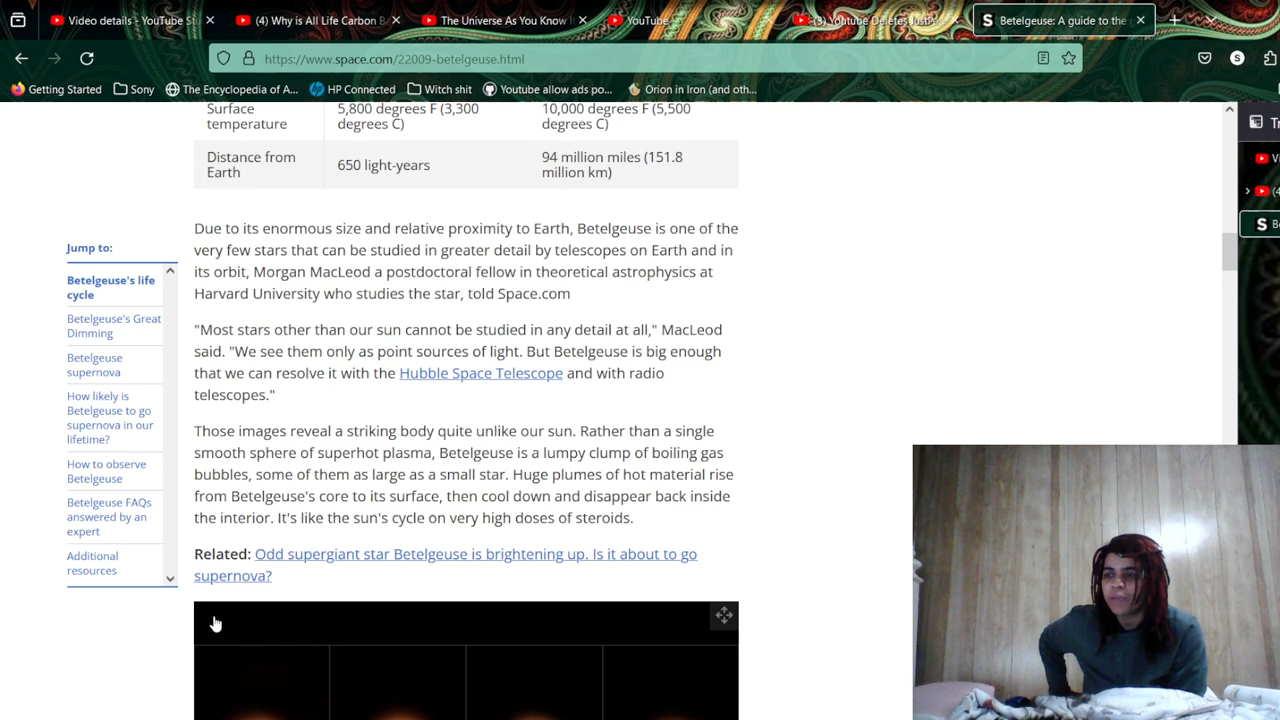 Video details - YouTube St
(4) Why is All Life Carbon B
The Universe As You Know I
YouTube
(3) Youtube Deletes JustPe
Betelgeuse: A guide to the
https://www.space.com/22009-betelgeuse.html
Getting Started
Sony
The Encyclopedia of A...
HP Connected
Witch shit
Youtube allow ads po...
Orion in Iron (and oth...
Surface temperature
5,800 degrees F (3,300 degrees C)
10,000 degrees F (5,500 degrees C)
Distance from Earth
650 light-years
94 million miles (151.8 million km)
Jump to:
Betelgeuse's life
cycle
Betelgeuse's Great
Dimming
Betelgeuse
supernova
How likely is
Betelgeuse to go
supernova in our
lifetime?
How to observe
Betelgeuse
Betelgeuse FAQs
answered by an
expert
Additional
resources
Due to its enormous size and relative proximity to Earth, Betelgeuse is one of the
very few stars that can be studied in greater detail by telescopes on Earth and in
its orbit, Morgan MacLeod a postdoctoral fellow in theoretical astrophysics at
Harvard University who studies the star, told Space.com
"Most stars other than our sun cannot be studied in any detail at all," MacLeod
said. "We see them only as point sources of light. But Betelgeuse is big enough
that we can resolve it with the Hubble Space Telescope and with radio
telescopes."
Those images reveal a striking body quite unlike our sun. Rather than a single
smooth sphere of superhot plasma, Betelgeuse is a lumpy clump of boiling gas
bubbles, some of them as large as a small star. Huge plumes of hot material rise
from Betelgeuse's core to its surface, then cool down and disappear back inside
the interior. It's like the sun's cycle on very high doses of steroids.
Related: Odd supergiant star Betelgeuse is brightening up. Is it about to go
supernova?